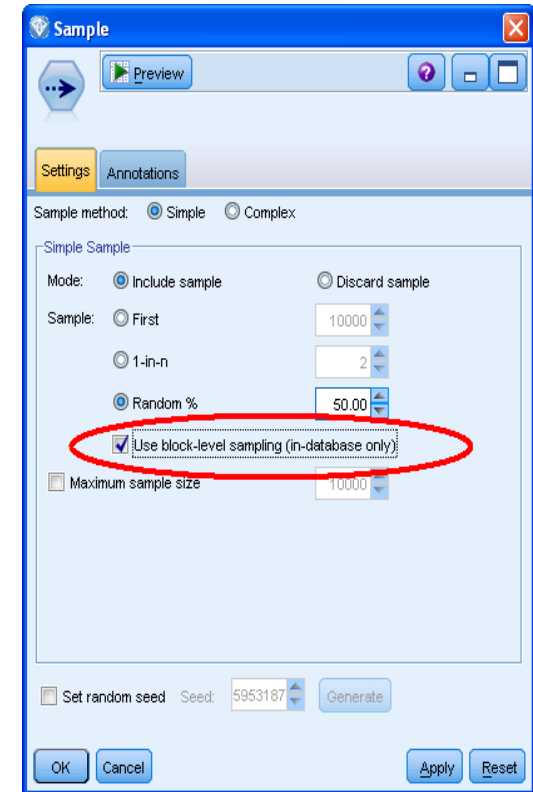 Sample
Preview ?
Settings Annotations
Sample method: Simple Complex
Simple Sample
Mode: Include sample Discard sample
Sample: First 10000
1-in-n 2
Random % 50.00
Use block-level sampling (in-database only)
Maximum sample size 10000
Set random seed Seed: 5953187 Generate
OK Cancel Apply Reset